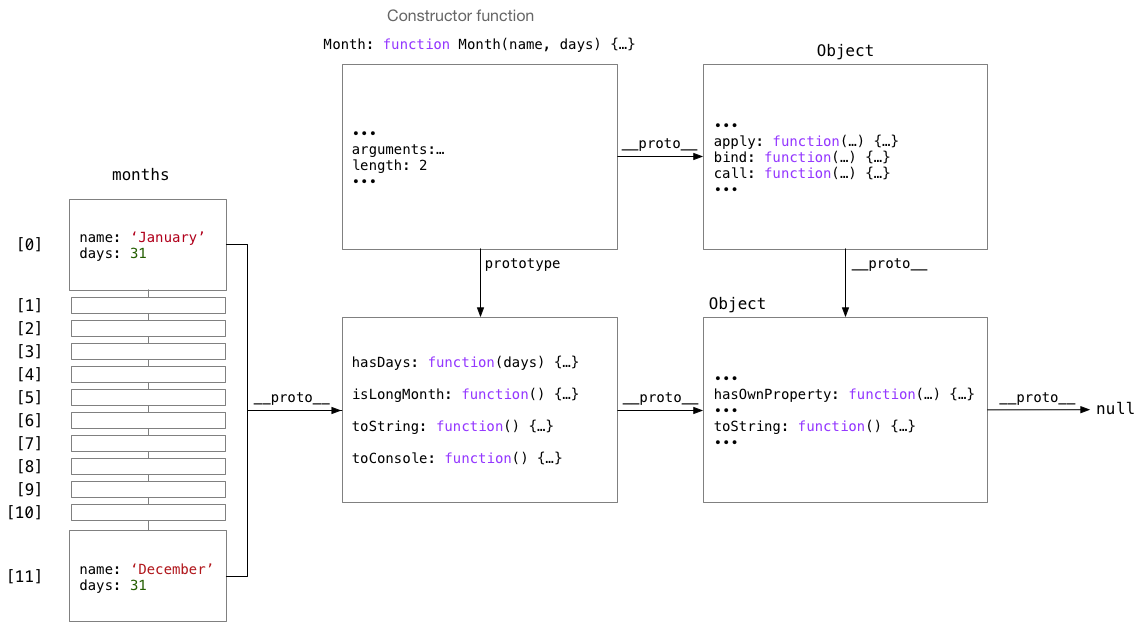 Constructor function
Month: function Month(name, days) {…}
Object
•••
arguments:…
length: 2
•••
__proto__
•••
apply: function(…) {…}
bind: function(…) {…}
call: function(…) {…}
•••
months
[0]
name: ‘January’
days: 31
prototype
__proto__
[1]
[2]
[3]
[4]
[5]
[6]
[7]
[8]
[9]
[10]
[11]
name: ‘December’
days: 31
__proto__
hasDays: function(days) {…}
isLongMonth: function() {…}
toString: function() {…}
toConsole: function() {…}
__proto__
Object
•••
hasOwnProperty: function(…) {…}
•••
toString: function() {…}
•••
__proto__
null